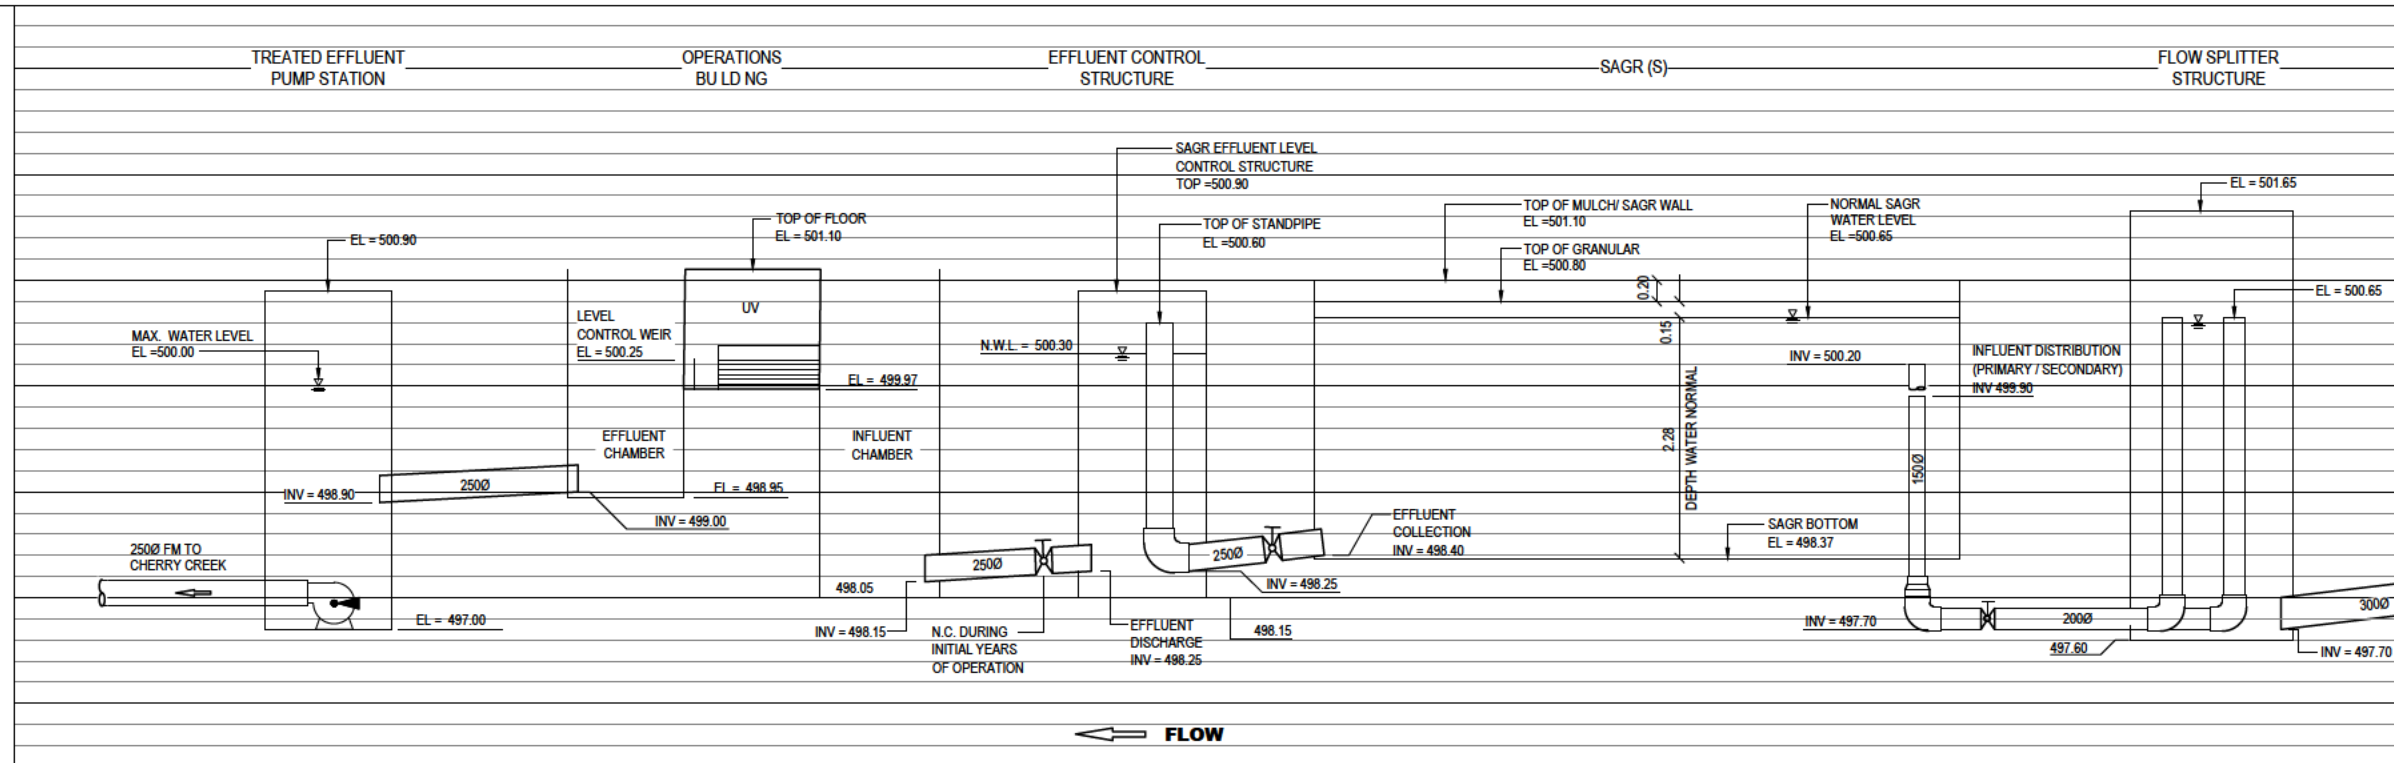 TREATED EFFLUENT
PUMP STATION
OPERATIONS
BU LD NG
EFFLUENT CONTROL
STRUCTURE
SAGR (S)
FLOW SPLITTER
STRUCTURE
SAGR EFFLUENT LEVEL
CONTROL STRUCTURE
TOP =500.90
EL = 501.65
TOP OF MULCH/ SAGR WALL
EL =501.10
NORMAL SAGR
WATER LEVEL
EL =500.65
TOP OF FLOOR
EL = 501.10
TOP OF STANDPIPE
EL =500.60
EL = 500.90
TOP OF GRANULAR
EL =500.80
0.20
EL = 500.65
UV
LEVEL
CONTROL WEIR
EL = 500.25
MAX. WATER LEVEL
EL =500.00
N.W.L. = 500.30
0.15
INV = 500.20
INFLUENT DISTRIBUTION
(PRIMARY / SECONDARY)
INV 499.90
EL = 499.97
EFFLUENT
CHAMBER
INFLUENT
CHAMBER
2.28
DEPTH WATER NORMAL
150Ø
250Ø
INV = 498.90
EL = 498.95
INV = 499.00
EFFLUENT
COLLECTION
INV = 498.40
SAGR BOTTOM
EL = 498.37
250Ø FM TO
CHERRY CREEK
250Ø
250Ø
498.05
INV = 498.25
EL = 497.00
INV = 498.15
N.C. DURING
INITIAL YEARS
OF OPERATION
EFFLUENT
DISCHARGE
INV = 498.25
498.15
INV = 497.70
200Ø
300Ø
497.60
INV = 497.70
FLOW